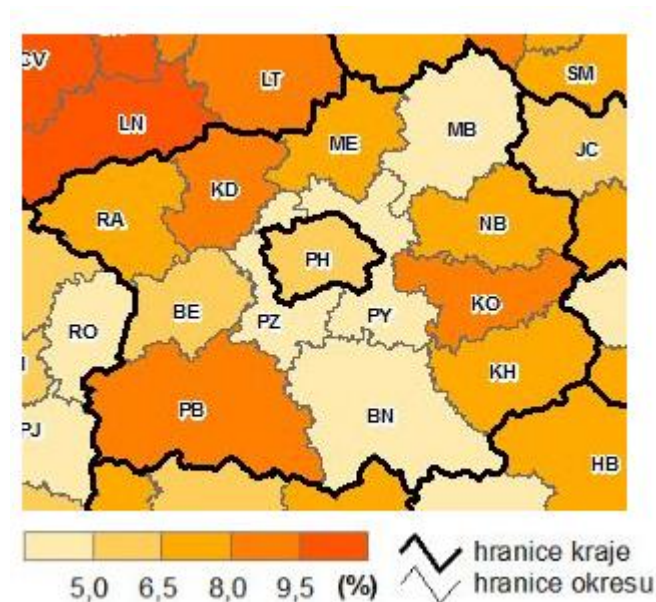 CV
LT
SM
LN
ME
MB
JC
KD
RA
NB
PH
RO
BE
PZ
PY
KO
KH
PB
BN
PJ
HB
5,0 6,5 8,0 9,5 (%)
hranice kraje
hranice okresu